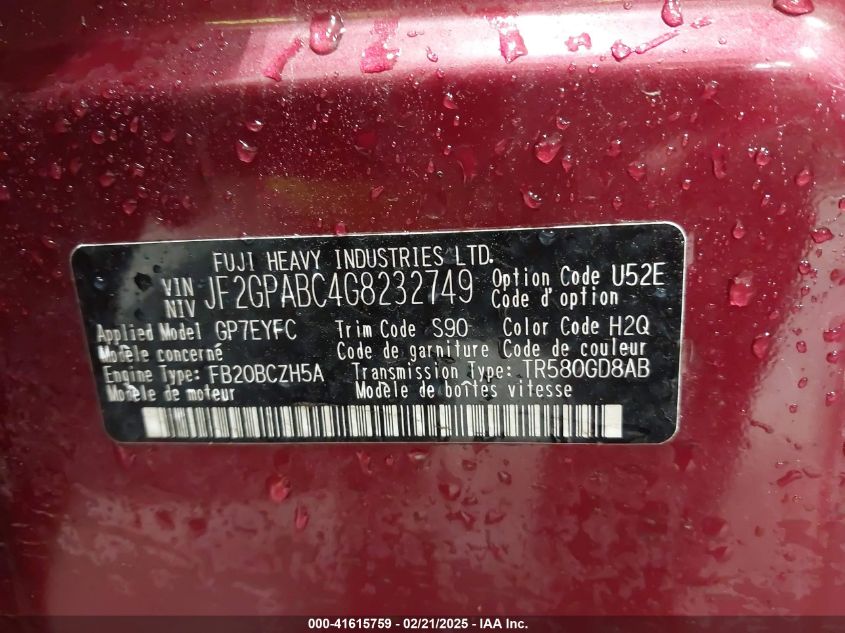 FUJI HEAVY INDUSTRIES LTD.
VIN NIV JF2GPABC4G8232749 Option Code U52E
Code d'option
Applied Model GP7EYFC Trim Code S90 Color Code H2Q
Modèle concerné Code de garniture Code de couleur
Engine Type: FB20BCZH5A Transmission Type: TR580GD8AB
Modèle de moteur Modèle de boîtes vitesse
000-41615759 - 02/21/2025 - IAA, Inc.